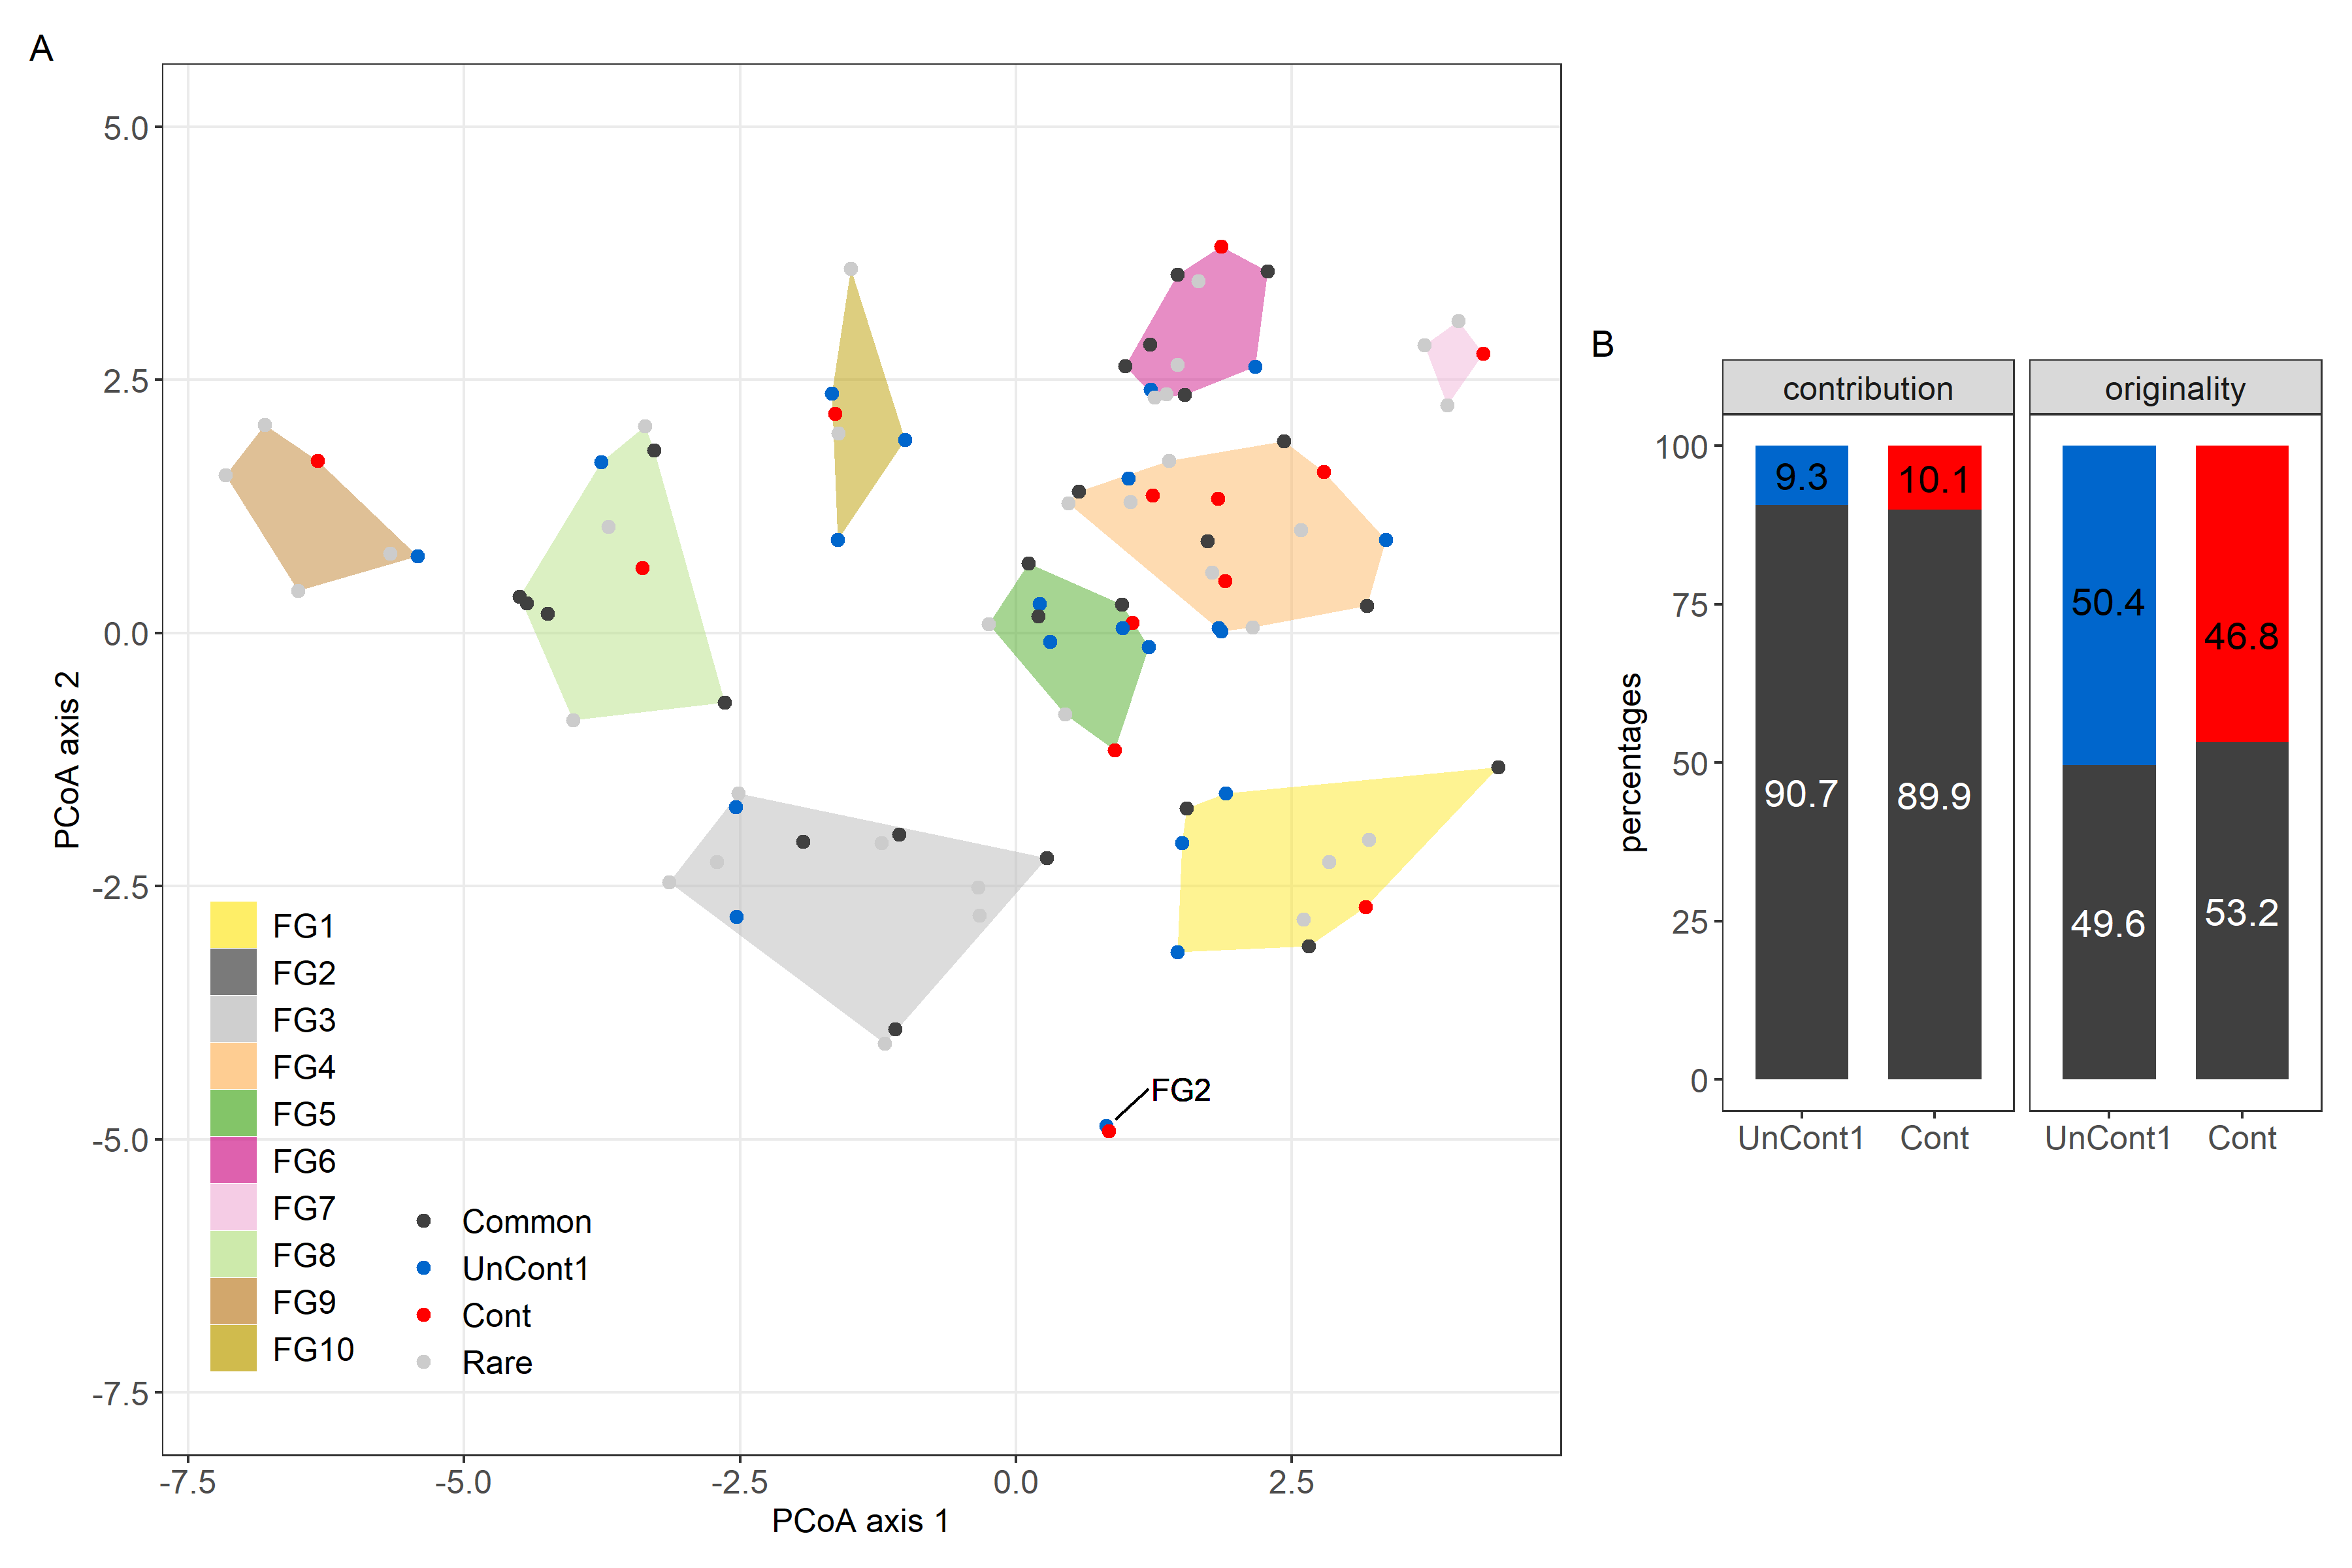 A
5.0
2.5
0.0
-2.5
-5.0
-7.5
PCoA axis 2
-7.5 -5.0 -2.5 0.0 2.5
PCoA axis 1
FG2
FG1
FG2
FG3
FG4
FG5
FG6
FG7
FG8
FG9
FG10
Common
UnCont1
Cont
Rare
B
contribution originality
100
75
50
25
0
percentages
9.3 10.1
50.4 46.8
90.7 89.9
49.6 53.2
UnCont1 Cont UnCont1 Cont